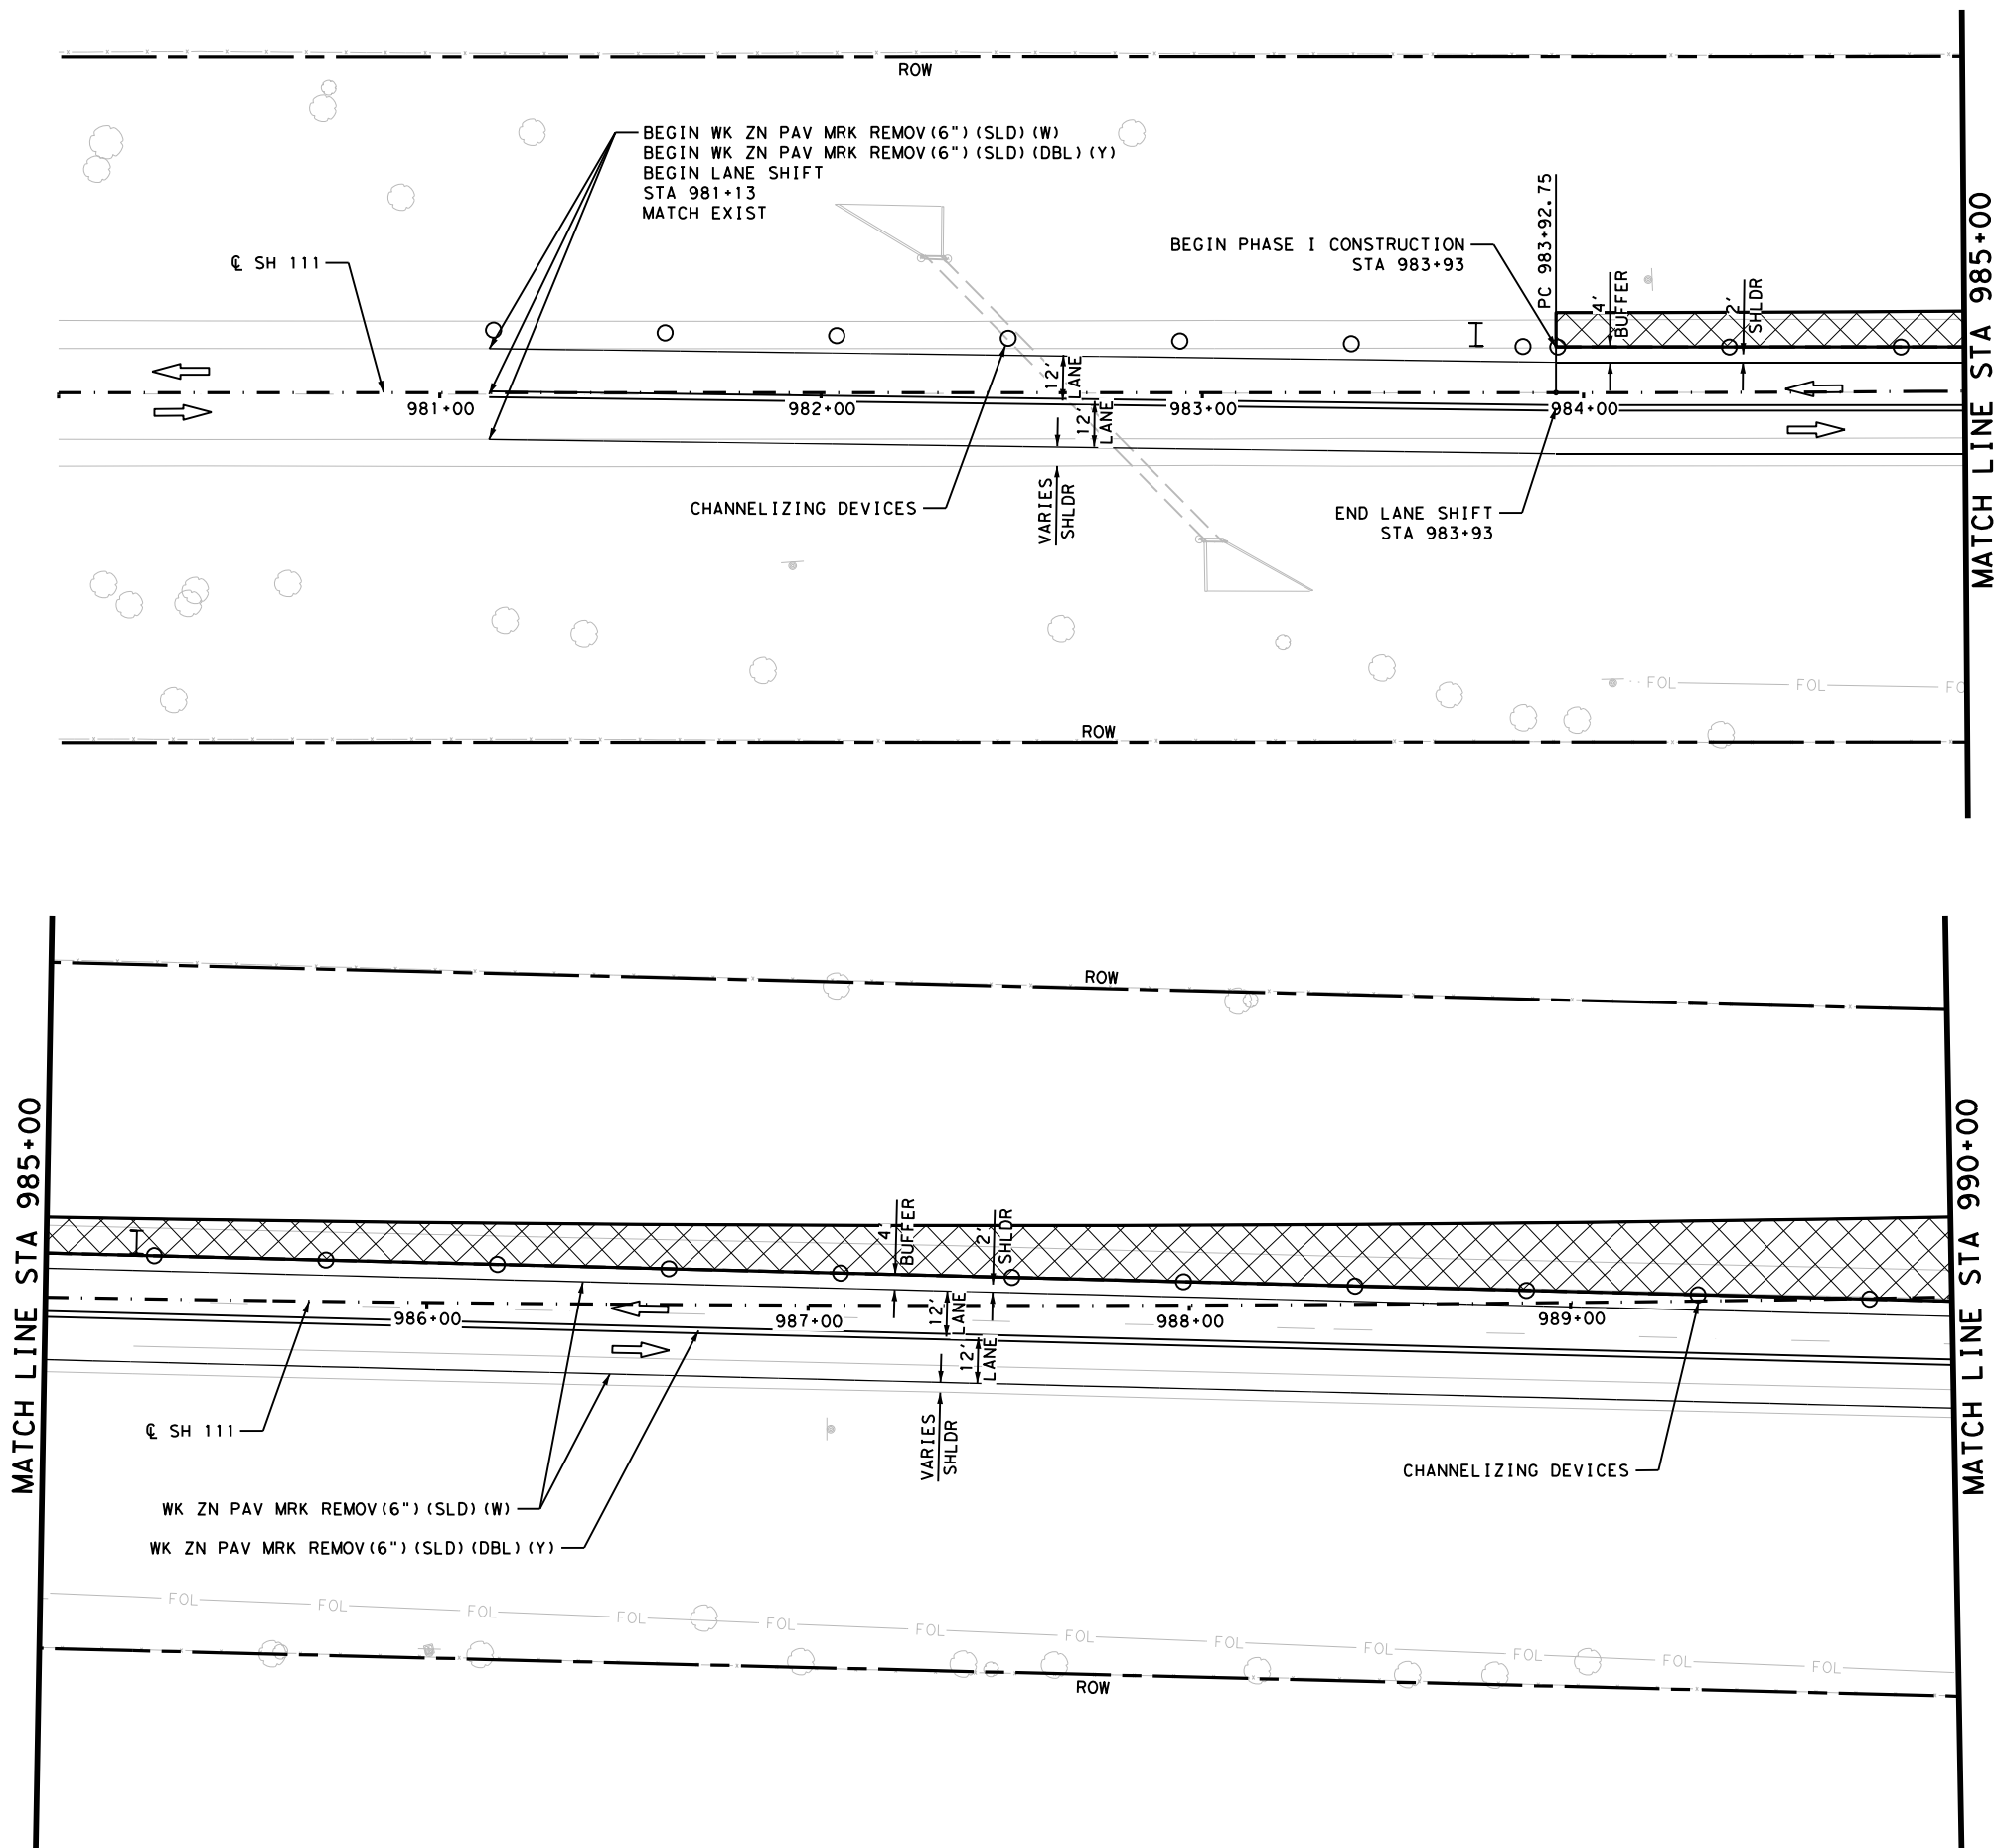 ROW
BEGIN WK ZN PAV MRK REMOV(6")(SLD)(W)
BEGIN WK ZN PAV MRK REMOV(6")(SLD)(DBL)(Y)
BEGIN LANE SHIFT
STA 981+13
MATCH EXIST
℄ SH 111
BEGIN PHASE I CONSTRUCTION
STA 983+93
PC 983+92.75
4'
BUFFER
2'
SHLDR
MATCH LINE STA 985+00
12'
LANE
12'
LANE
981+00
982+00
983+00
984+00
CHANNELIZING DEVICES
VARIES
SHLDR
END LANE SHIFT
STA 983+93
FOL
FOL
FO
ROW
ROW
MATCH LINE STA 985+00
4'
BUFFER
2'
SHLDR
MATCH LINE STA 990+00
12'
LANE
12'
LANE
986+00
987+00
988+00
989+00
℄ SH 111
VARIES
SHLDR
CHANNELIZING DEVICES
WK ZN PAV MRK REMOV(6")(SLD)(W)
WK ZN PAV MRK REMOV(6")(SLD)(DBL)(Y)
FOL
FOL
FOL
FOL
FOL
FOL
FOL
FOL
FOL
FOL
FOL
FOL
ROW